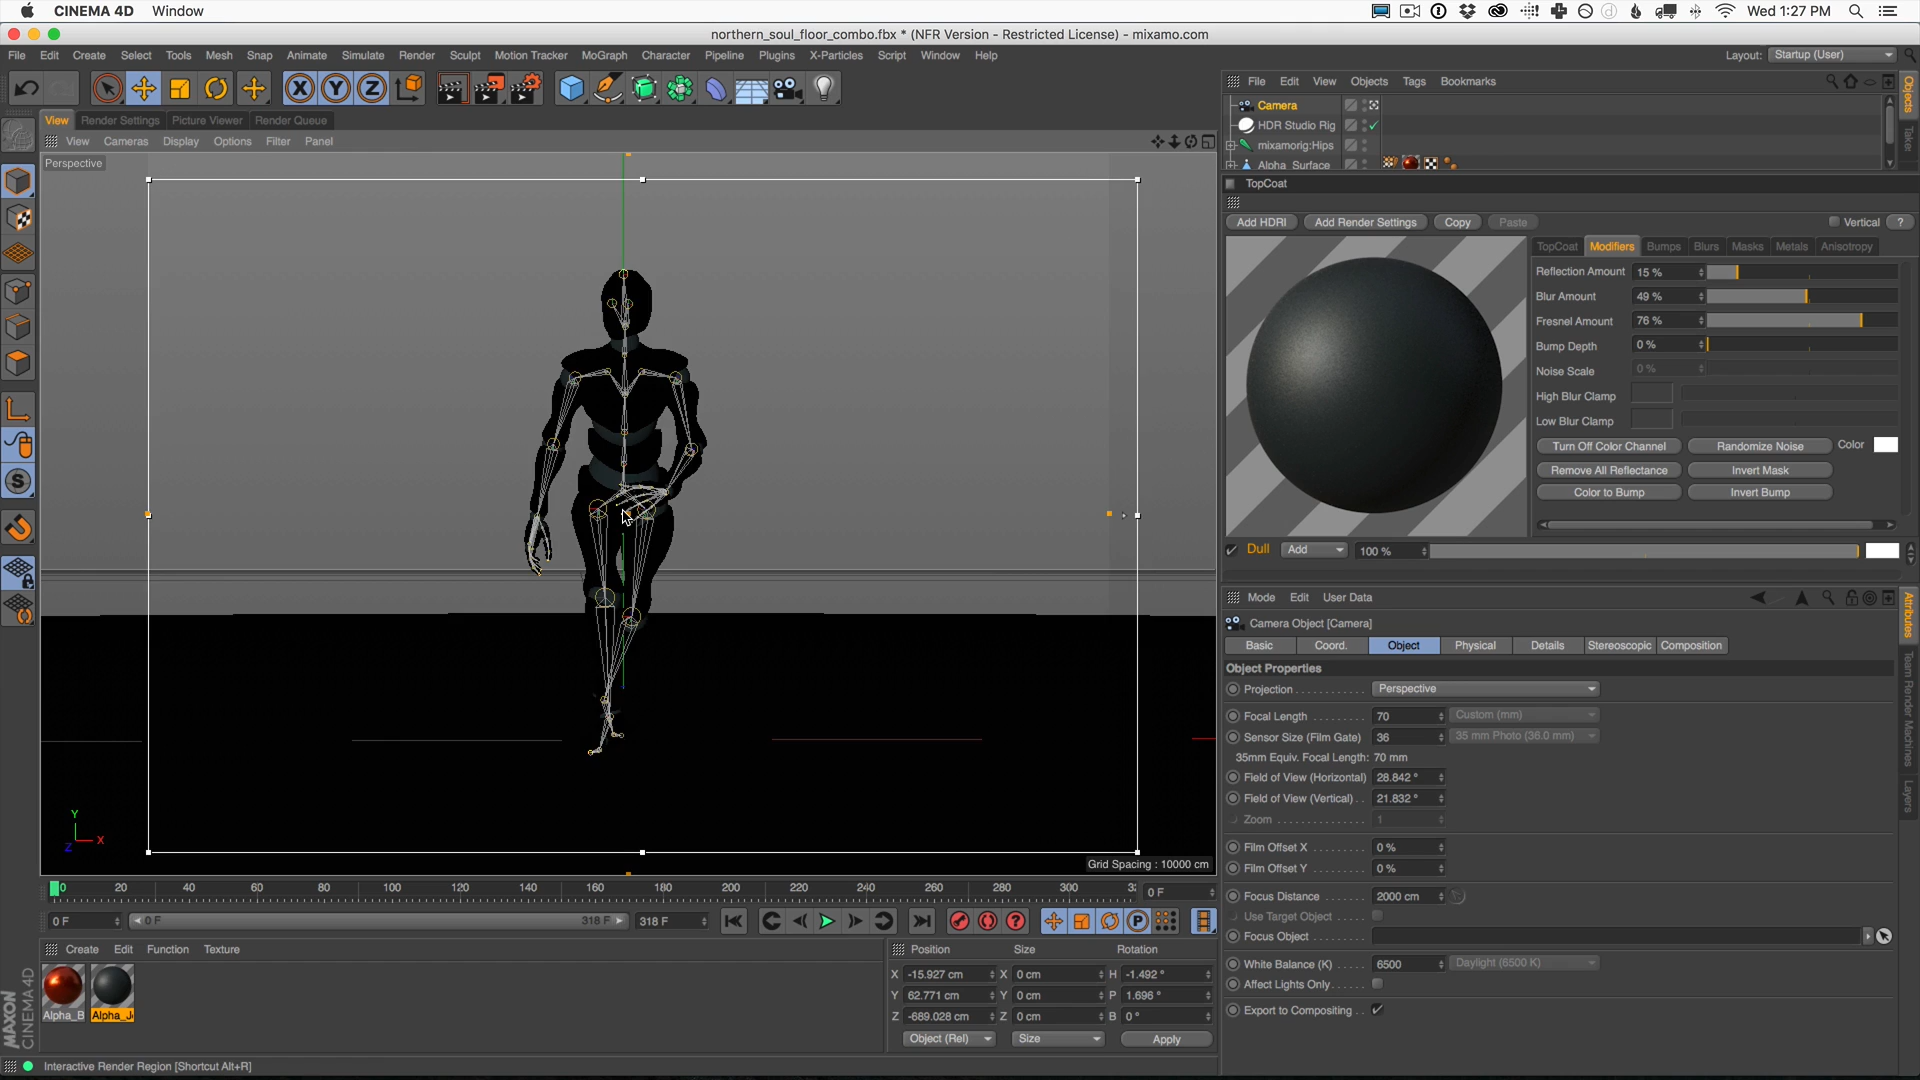 CINEMA 4D Window
Wed 1:27 PM
northern_soul_floor_combo.fbx * (NFR Version - Restricted License) - mixamo.com
File Edit Create Select Tools Mesh Snap Animate Simulate Render Sculpt Motion Tracker MoGraph Character Pipeline Plugins X-Particles Script Window Help
Layout: Startup (User)
File Edit View Objects Tags Bookmarks
Objects
Take
View Render Settings Picture Viewer Render Queue
View Cameras Display Options Filter Panel
Perspective
Camera
HDR Studio Rig
mixamorig:Hips
Alpha_Surface
TopCoat
Add HDRI Add Render Settings Copy Paste Vertical ?
TopCoat Modifiers Bumps Blurs Masks Metals Anisotropy
Reflection Amount 15 %
Blur Amount 49 %
Fresnel Amount 76 %
Bump Depth 0 %
Noise Scale 0 %
High Blur Clamp
Low Blur Clamp
Turn Off Color Channel Randomize Noise Color
Remove All Reflectance Invert Mask
Color to Bump Invert Bump
Dull Add 100 %
Mode Edit User Data
Attributes
Team Render Machines
Layers
Camera Object [Camera]
Basic Coord. Object Physical Details Stereoscopic Composition
Object Properties
Projection Perspective
Focal Length 70 Custom (mm)
Sensor Size (Film Gate) 36 35 mm Photo (36.0 mm)
35mm Equiv. Focal Length: 70 mm
Field of View (Horizontal) 28.842 °
Field of View (Vertical) 21.832 °
Zoom 1
Film Offset X 0 %
Film Offset Y 0 %
Focus Distance 2000 cm
Use Target Object
Focus Object
White Balance (K) 6500 Daylight (6500 K)
Affect Lights Only
Export to Compositing
Y
X
Z
Grid Spacing : 10000 cm
0 20 40 60 80 100 120 140 160 180 200 220 240 260 280 300 0 F
0 F 0 F 318 F 318 F
Create Edit Function Texture
Alpha_B Alpha_J
MAXON
CINEMA 4D
Position Size Rotation
X -15.927 cm X 0 cm H -1.492 °
Y 62.771 cm Y 0 cm P 1.696 °
Z -689.028 cm Z 0 cm B 0 °
Object (Rel) Size Apply
Interactive Render Region [Shortcut Alt+R]